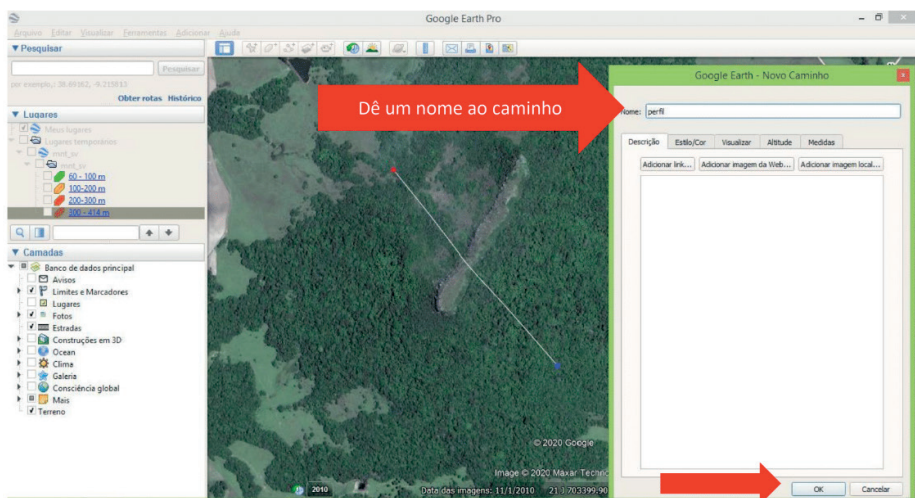 Google Earth Pro
Arquivo Editar Visualizar Ferramentas Adicionar Ajuda
Pesquisar
Pesquisar
Obter rotas Histórico
Lugares
Meus lugares
Lugares temporários
mnt_sv
mnt_sv
60 - 100 m
100-200 m
200-300 m
300 - 414 m
Camadas
Banco de dados principal
Avisos
Limites e Marcadores
Lugares
Fotos
Estradas
Construções em 3D
Ocean
Clima
Galeria
Consciência global
Mais
Terreno
Dê um nome ao caminho
© 2020 Google
Image © 2020 Maxar Technc
2010
Data das imagens: 11/1/2010
Google Earth - Novo Caminho
Nome: perfil
Descrição Estilo/Cor Visualizar Altitude Medidas
Adicionar link... Adicionar imagem da Web... Adicionar imagem local...
OK Cancelar